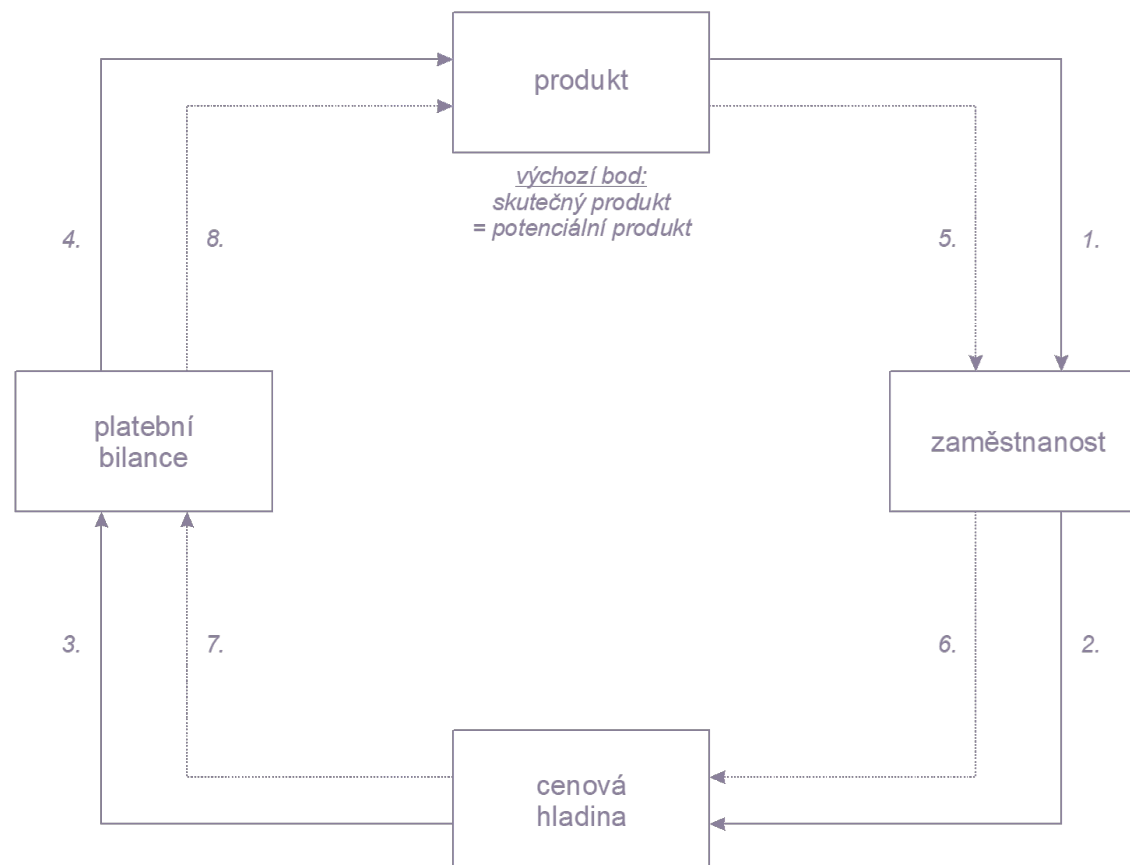 produkt
výchozí bod:
skutečný produkt
= potenciální produkt
4.
8.
5.
1.
platební
bilance
zaměstnanost
3.
7.
6.
2.
cenová
hladina